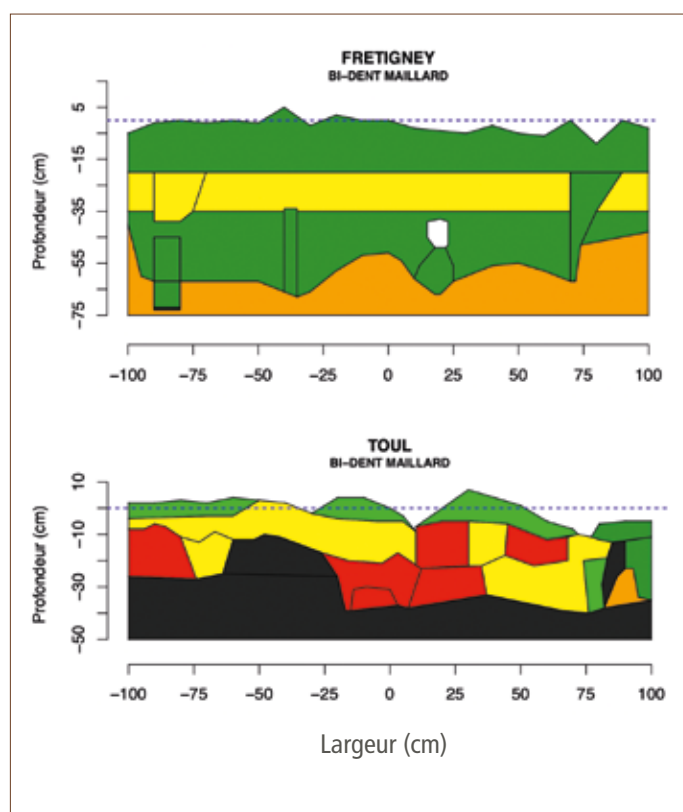 FRETIGNEY
BI-DENT MAILLARD
Profondeur (cm)
5
-15
-35
-55
-75
-100 -75 -50 -25 0 25 50 75 100
TOUL
BI-DENT MAILLARD
Profondeur (cm)
10
-10
-30
-50
-100 -75 -50 -25 0 25 50 75 100
Largeur (cm)